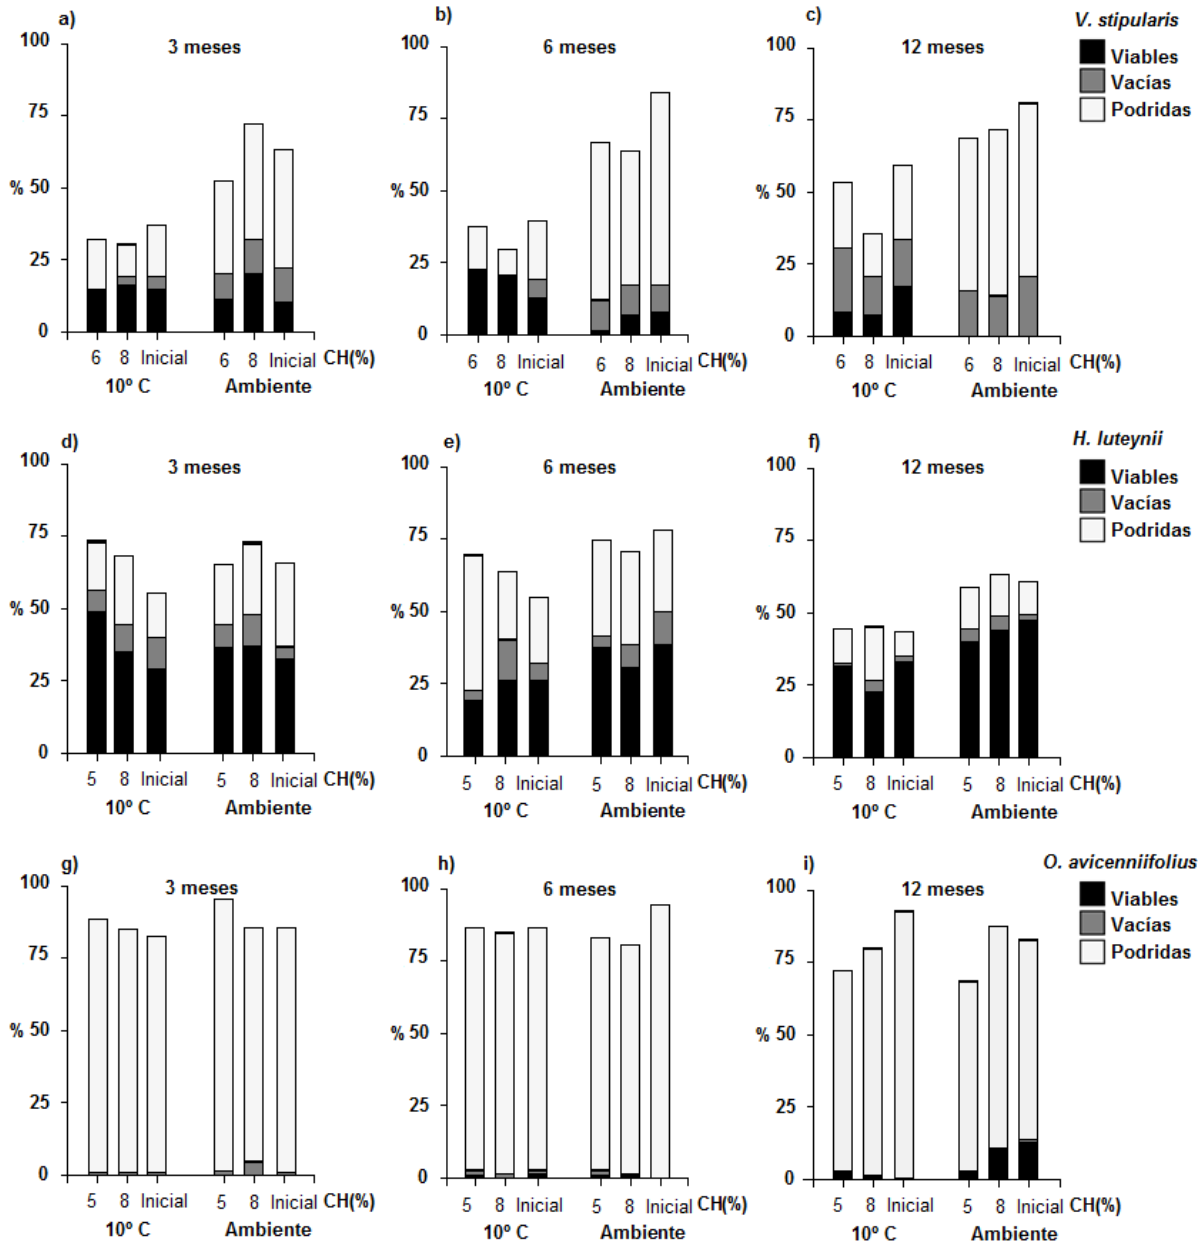 a)
3 meses
100
75
% 50
25
0
6 8 Inicial 6 8 Inicial CH(%)
10º C Ambiente
b)
6 meses
100
75
% 50
25
0
6 8 Inicial 6 8 Inicial CH(%)
10º C Ambiente
c)
12 meses
100
75
% 50
25
0
6 8 Inicial 6 8 Inicial CH(%)
10º C Ambiente
V. stipularis
Viables
Vacías
Podridas
d)
3 meses
100
75
% 50
25
0
5 8 Inicial 5 8 Inicial CH(%)
10º C Ambiente
e)
6 meses
100
75
% 50
25
0
5 8 Inicial 5 8 Inicial CH(%)
10º C Ambiente
f)
12 meses
100
75
% 50
25
0
5 8 Inicial 5 8 Inicial CH(%)
10º C Ambiente
H. luteynii
Viables
Vacías
Podridas
g)
3 meses
100
75
% 50
25
0
5 8 Inicial 5 8 Inicial CH(%)
10º C Ambiente
h)
6 meses
100
75
% 50
25
0
5 8 Inicial 5 8 Inicial CH(%)
10º C Ambiente
i)
12 meses
100
75
% 50
25
0
5 8 Inicial 5 8 Inicial CH(%)
10º C Ambiente
O. avicenniifolius
Viables
Vacías
Podridas